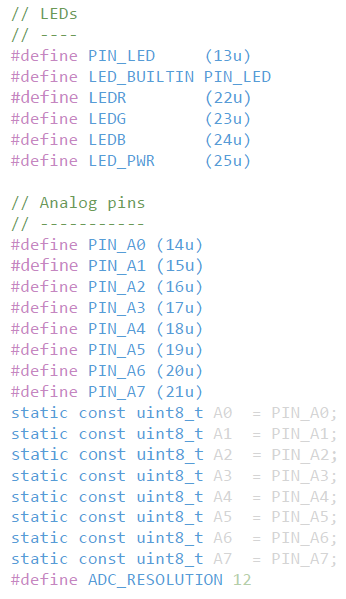 // LEDs
// ----
#define PIN_LED     (13u)
#define LED_BUILTIN PIN_LED
#define LEDR        (22u)
#define LEDG        (23u)
#define LEDB        (24u)
#define LED_PWR     (25u)

// Analog pins
// -----------
#define PIN_A0 (14u)
#define PIN_A1 (15u)
#define PIN_A2 (16u)
#define PIN_A3 (17u)
#define PIN_A4 (18u)
#define PIN_A5 (19u)
#define PIN_A6 (20u)
#define PIN_A7 (21u)
static const uint8_t A0  = PIN_A0;
static const uint8_t A1  = PIN_A1;
static const uint8_t A2  = PIN_A2;
static const uint8_t A3  = PIN_A3;
static const uint8_t A4  = PIN_A4;
static const uint8_t A5  = PIN_A5;
static const uint8_t A6  = PIN_A6;
static const uint8_t A7  = PIN_A7;
#define ADC_RESOLUTION 12